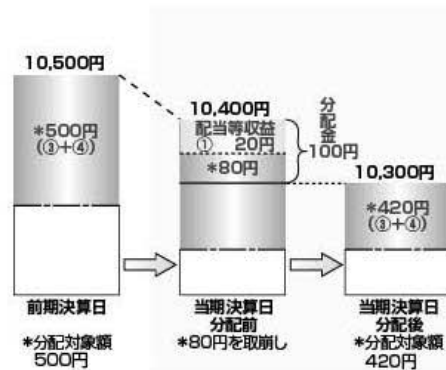 10,500円
*500円
(③+④)
10,400円
配当等収益
① 20円
*80円
分配金
100円
10,300円
*420円
(③+④)
前期決算日
*分配対象額
500円
当期決算日
分配前
*80円を取崩し
当期決算日
分配後
*分配対象額
420円